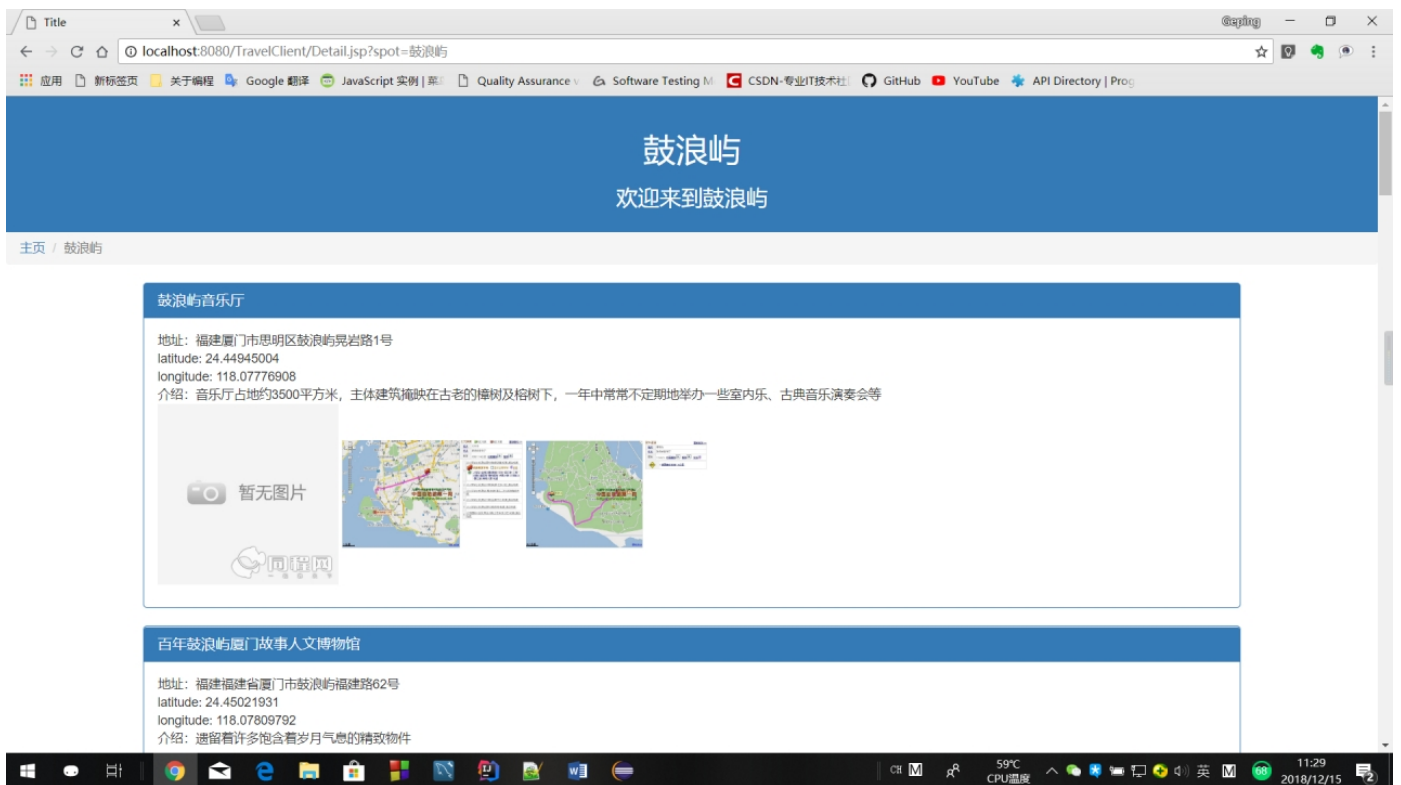 Title
Geping
localhost:8080/TravelClient/Detail.jsp?spot=鼓浪屿
应用 新标签页 关于编程 Google 翻译 JavaScript 实例 | 菜 Quality Assurance v Software Testing M CSDN-专业IT技术社 GitHub YouTube API Directory | Prog
鼓浪屿
欢迎来到鼓浪屿
主页 / 鼓浪屿
鼓浪屿音乐厅
地址：福建厦门市思明区鼓浪屿晃岩路1号
latitude: 24.44945004
longitude: 118.07776908
介绍：音乐厅占地约3500平方米，主体建筑掩映在古老的樟树及榕树下，一年中常常不定期地举办一些室内乐、古典音乐演奏会等
暂无图片
百年鼓浪屿厦门故事人文博物馆
地址：福建福建省厦门市鼓浪屿福建路62号
latitude: 24.45021931
longitude: 118.07809792
介绍：遗留着许多饱含着岁月气息的精致物件
CH M
59℃
CPU温度
英 M
68
11:29
2018/12/15
2